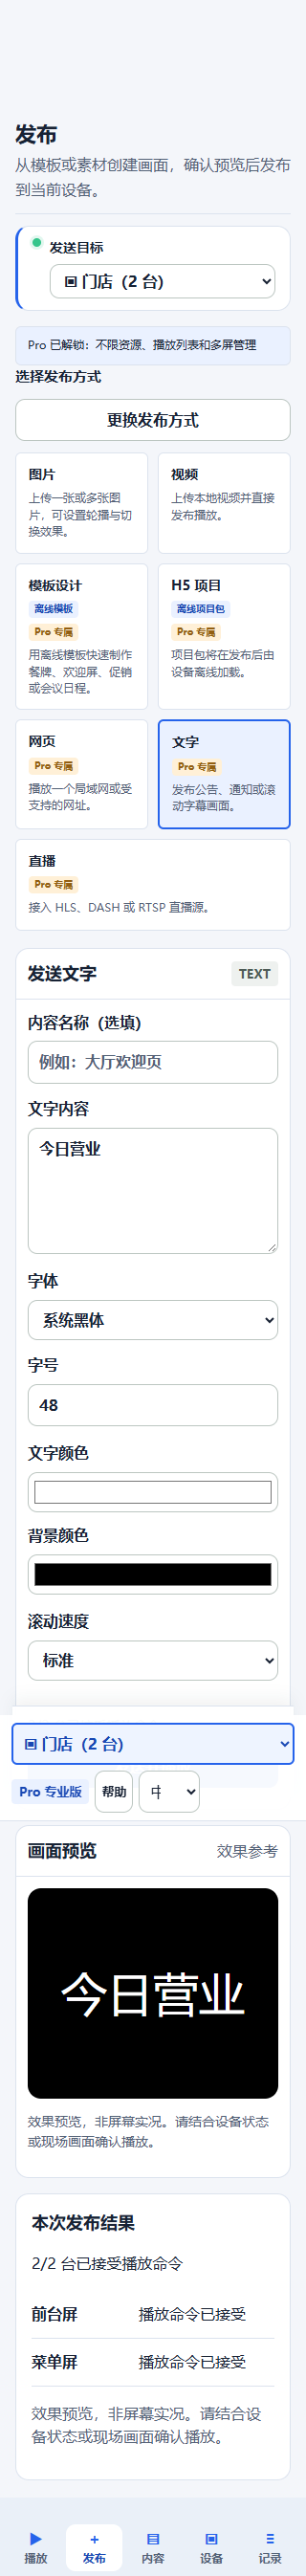 发布
从模板或素材创建画面，确认预览后发布
到当前设备。
发送目标
▣ 门店（2 台）
Pro 已解锁：不限资源、播放列表和多屏管理
选择发布方式
更换发布方式
图片
上传一张或多张图
片，可设置轮播与切
换效果。
视频
上传本地视频并直接
发布播放。
模板设计
离线模板
Pro 专属
用离线模板快速制作
餐牌、欢迎屏、促销
或会议日程。
H5 项目
离线项目包
Pro 专属
项目包将在发布后由
设备离线加载。
网页
Pro 专属
播放一个局域网或受
支持的网址。
文字
Pro 专属
发布公告、通知或滚
动字幕画面。
直播
Pro 专属
接入 HLS、DASH 或 RTSP 直播源。
发送文字
TEXT
内容名称（选填）
例如：大厅欢迎页
文字内容
今日营业
字体
系统黑体
字号
48
文字颜色
背景颜色
滚动速度
标准
▣ 门店（2 台）
Pro 专业版
帮助
中
画面预览
效果参考
今日营业
效果预览，非屏幕实况。请结合设备状态
或现场画面确认播放。
本次发布结果
2/2 台已接受播放命令
前台屏 播放命令已接受
菜单屏 播放命令已接受
效果预览，非屏幕实况。请结合设
备状态或现场画面确认播放。
播放 发布 内容 设备 记录